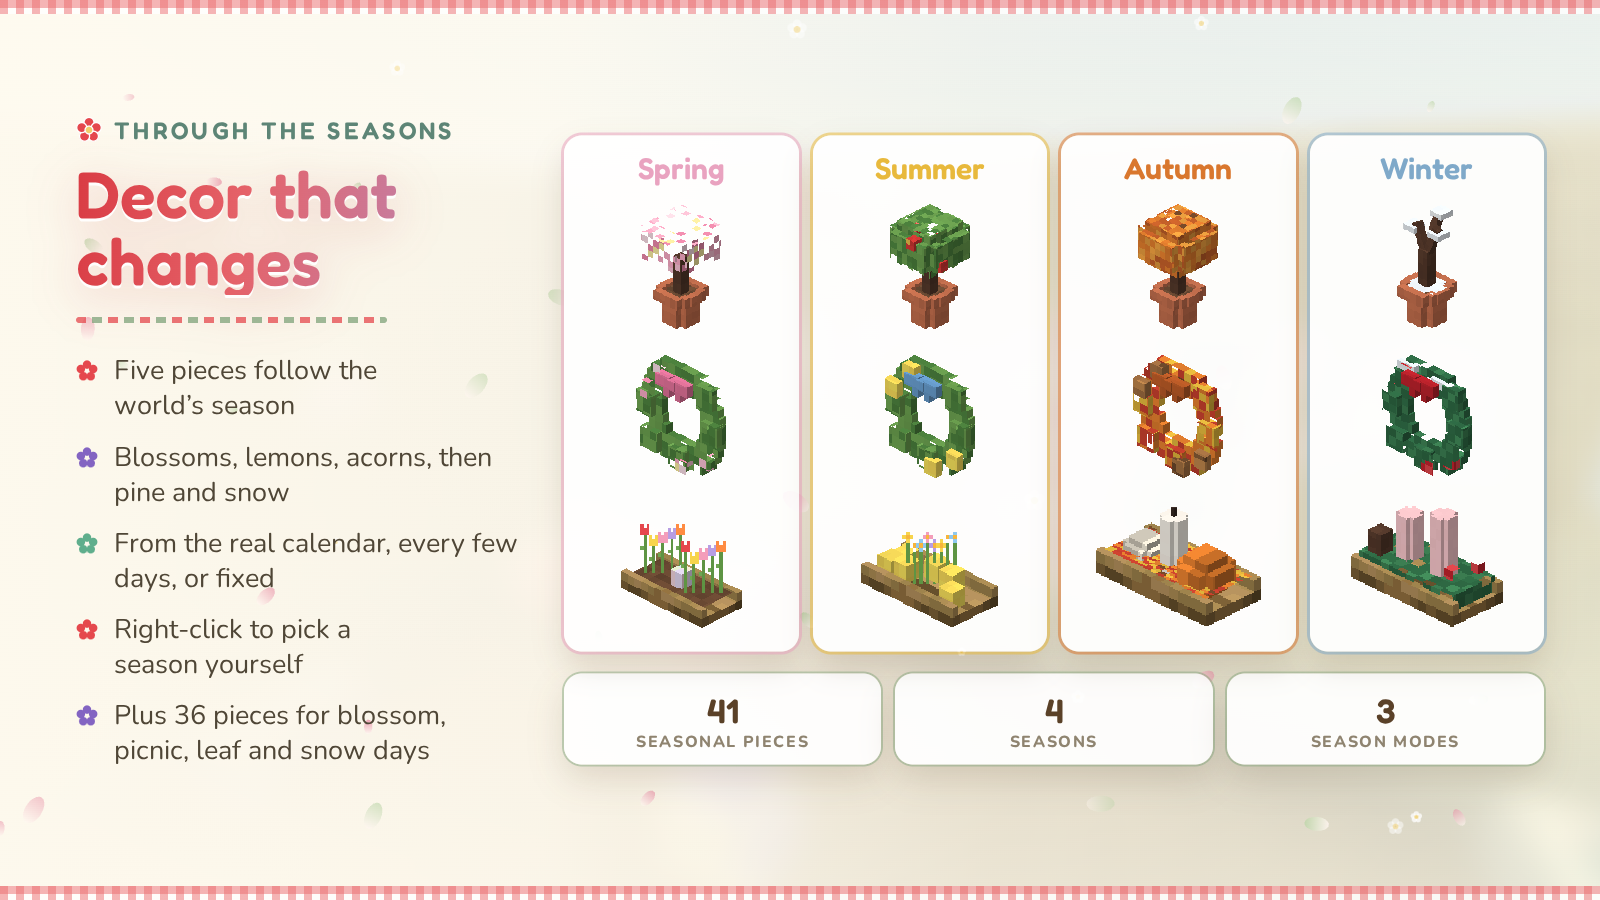 THROUGH THE SEASONS
Decor that
changes
Five pieces follow the
world’s season
Blossoms, lemons, acorns, then
pine and snow
From the real calendar, every few
days, or fixed
Right-click to pick a
season yourself
Plus 36 pieces for blossom,
picnic, leaf and snow days
Spring
Summer
Autumn
Winter
41
SEASONAL PIECES
4
SEASONS
3
SEASON MODES